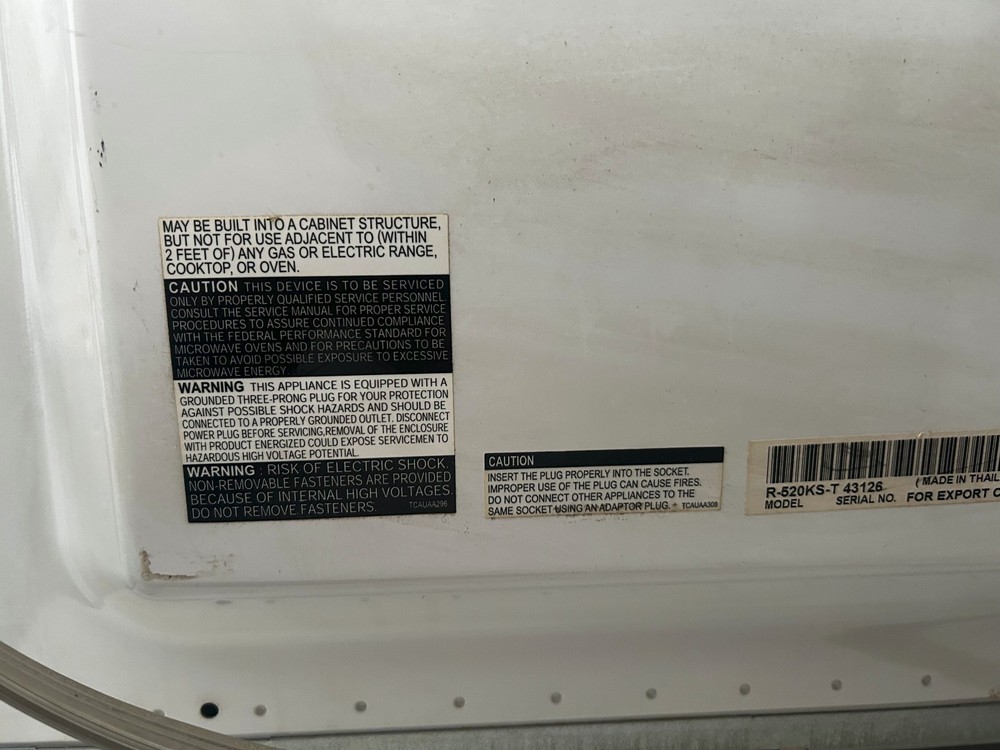 MAY BE BUILT INTO A CABINET STRUCTURE,
BUT NOT FOR USE ADJACENT TO (WITHIN
2 FEET OF) ANY GAS OR ELECTRIC RANGE,
COOKTOP, OR OVEN.
CAUTION THIS DEVICE IS TO BE SERVICED
ONLY BY PROPERLY QUALIFIED SERVICE PERSONNEL.
CONSULT THE SERVICE MANUAL FOR PROPER SERVICE
PROCEDURES TO ASSURE CONTINUED COMPLIANCE
WITH THE FEDERAL PERFORMANCE STANDARD FOR
MICROWAVE OVENS AND FOR PRECAUTIONS TO BE
TAKEN TO AVOID POSSIBLE EXPOSURE TO EXCESSIVE
MICROWAVE ENERGY.
WARNING THIS APPLIANCE IS EQUIPPED WITH A
GROUNDED THREE-PRONG PLUG FOR YOUR PROTECTION
AGAINST POSSIBLE SHOCK HAZARDS AND SHOULD BE
CONNECTED TO A PROPERLY GROUNDED OUTLET. DISCONNECT
POWER PLUG BEFORE SERVICING,REMOVAL OF THE ENCLOSURE
WITH PRODUCT ENERGIZED COULD EXPOSE SERVICEMEN TO
HAZARDOUS HIGH VOLTAGE POTENTIAL.
WARNING : RISK OF ELECTRIC SHOCK.
NON-REMOVABLE FASTENERS ARE PROVIDED
BECAUSE OF INTERNAL HIGH VOLTAGES.
DO NOT REMOVE FASTENERS. TCAUAA296
CAUTION
INSERT THE PLUG PROPERLY INTO THE SOCKET.
IMPROPER USE OF THE PLUG CAN CAUSE FIRES.
DO NOT CONNECT OTHER APPLIANCES TO THE
SAME SOCKET USING AN ADAPTOR PLUG. TCAUAA308
R-520KS-T 43126 (MADE IN THAIL
MODEL SERIAL NO. FOR EXPORT